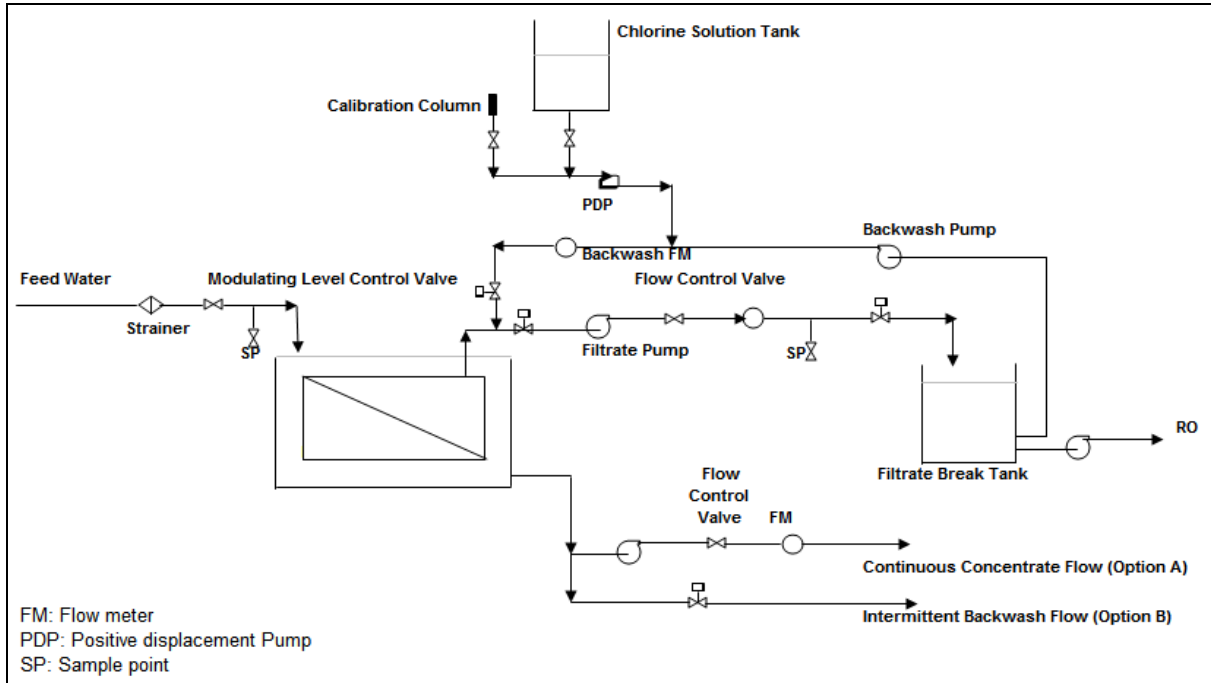 Chlorine Solution Tank
Calibration Column
PDP
Backwash Pump
Backwash FM
Feed Water
Modulating Level Control Valve
Flow Control Valve
Strainer
SP
Filtrate Pump
SP
RO
Filtrate Break Tank
Flow
Control
Valve
FM
Continuous Concentrate Flow (Option A)
Intermittent Backwash Flow (Option B)
FM: Flow meter
PDP: Positive displacement Pump
SP: Sample point